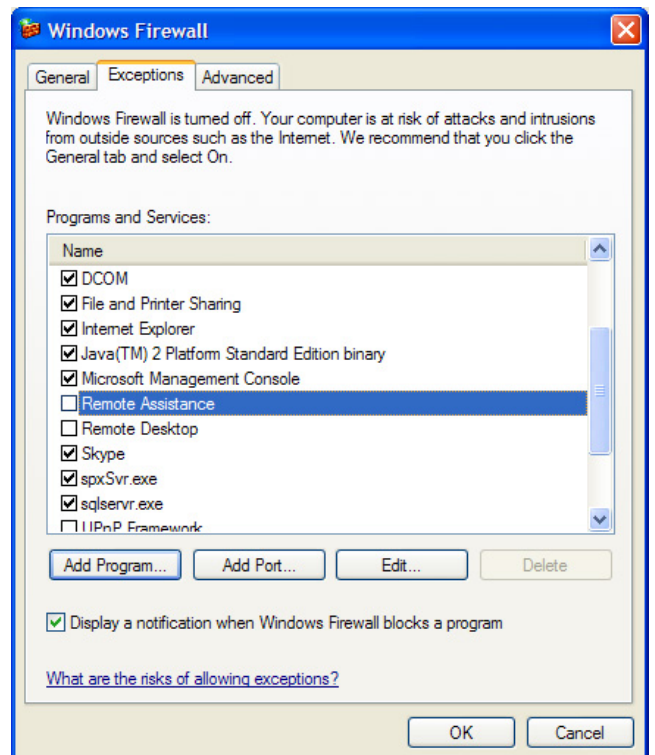 Windows Firewall
General Exceptions Advanced
Windows Firewall is turned off. Your computer is at risk of attacks and intrusions
from outside sources such as the Internet. We recommend that you click the
General tab and select On.
Programs and Services:
Name
DCOM
File and Printer Sharing
Internet Explorer
Java(TM) 2 Platform Standard Edition binary
Microsoft Management Console
Remote Assistance
Remote Desktop
Skype
spxSvr.exe
sqlservr.exe
UPnP Framework
Add Program... Add Port... Edit... Delete
Display a notification when Windows Firewall blocks a program
What are the risks of allowing exceptions?
OK Cancel